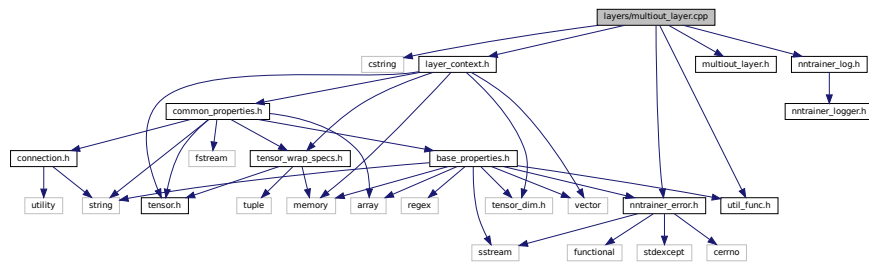 layers/multiout_layer.cpp
cstring
layer_context.h
multiout_layer.h
nntrainer_log.h
common_properties.h
nntrainer_logger.h
connection.h
fstream
tensor_wrap_specs.h
base_properties.h
utility
string
tensor.h
tuple
memory
array
regex
tensor_dim.h
vector
nntrainer_error.h
util_func.h
sstream
functional
stdexcept
cerrno